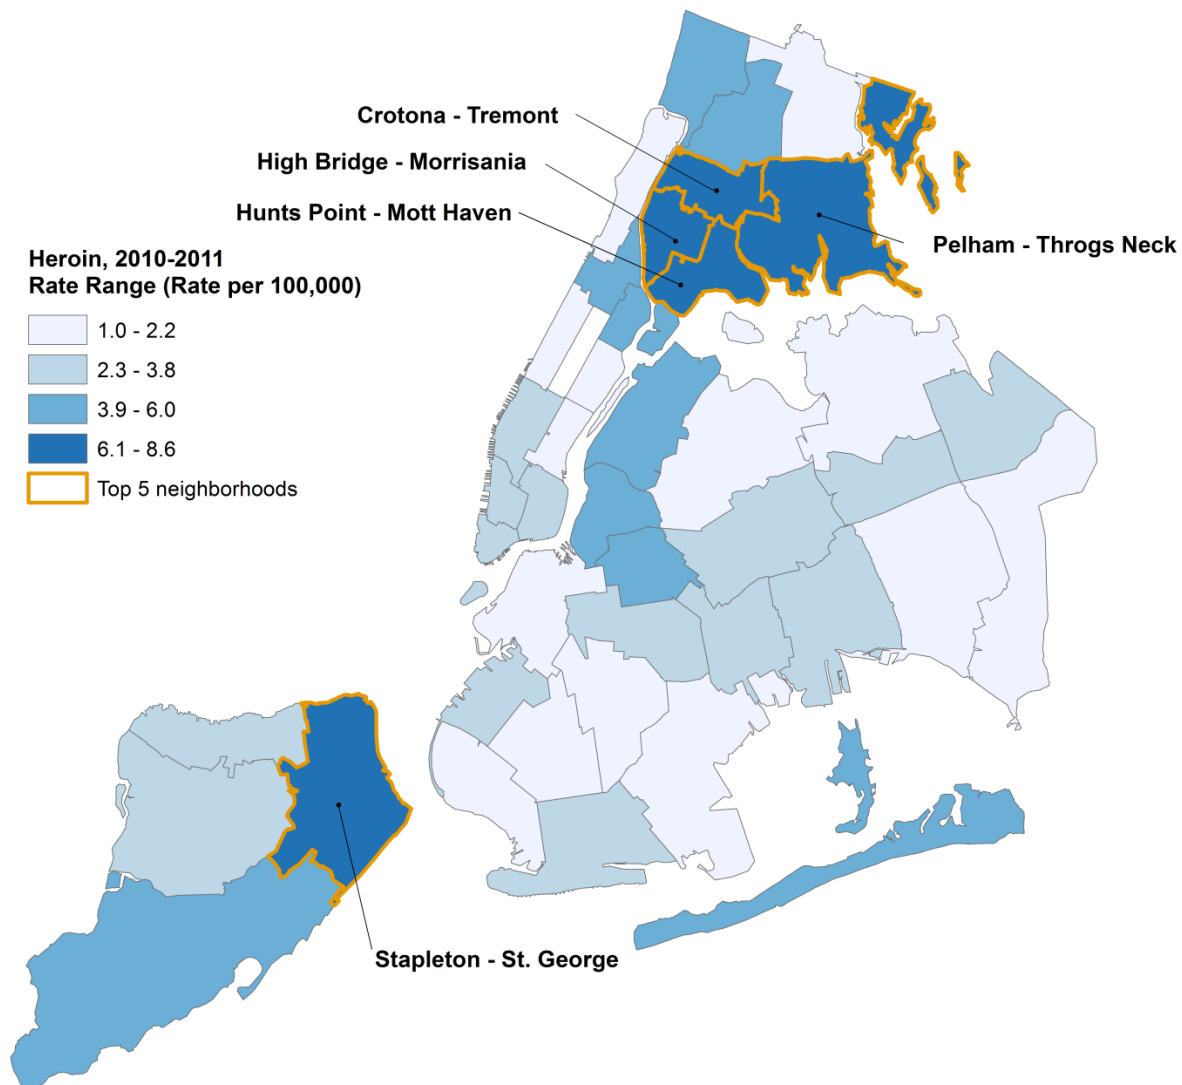 Crotona - Tremont
High Bridge - Morrisania
Hunts Point - Mott Haven
Pelham - Throgs Neck
Heroin, 2010-2011
Rate Range (Rate per 100,000)
1.0 - 2.2
2.3 - 3.8
3.9 - 6.0
6.1 - 8.6
Top 5 neighborhoods
Stapleton - St. George